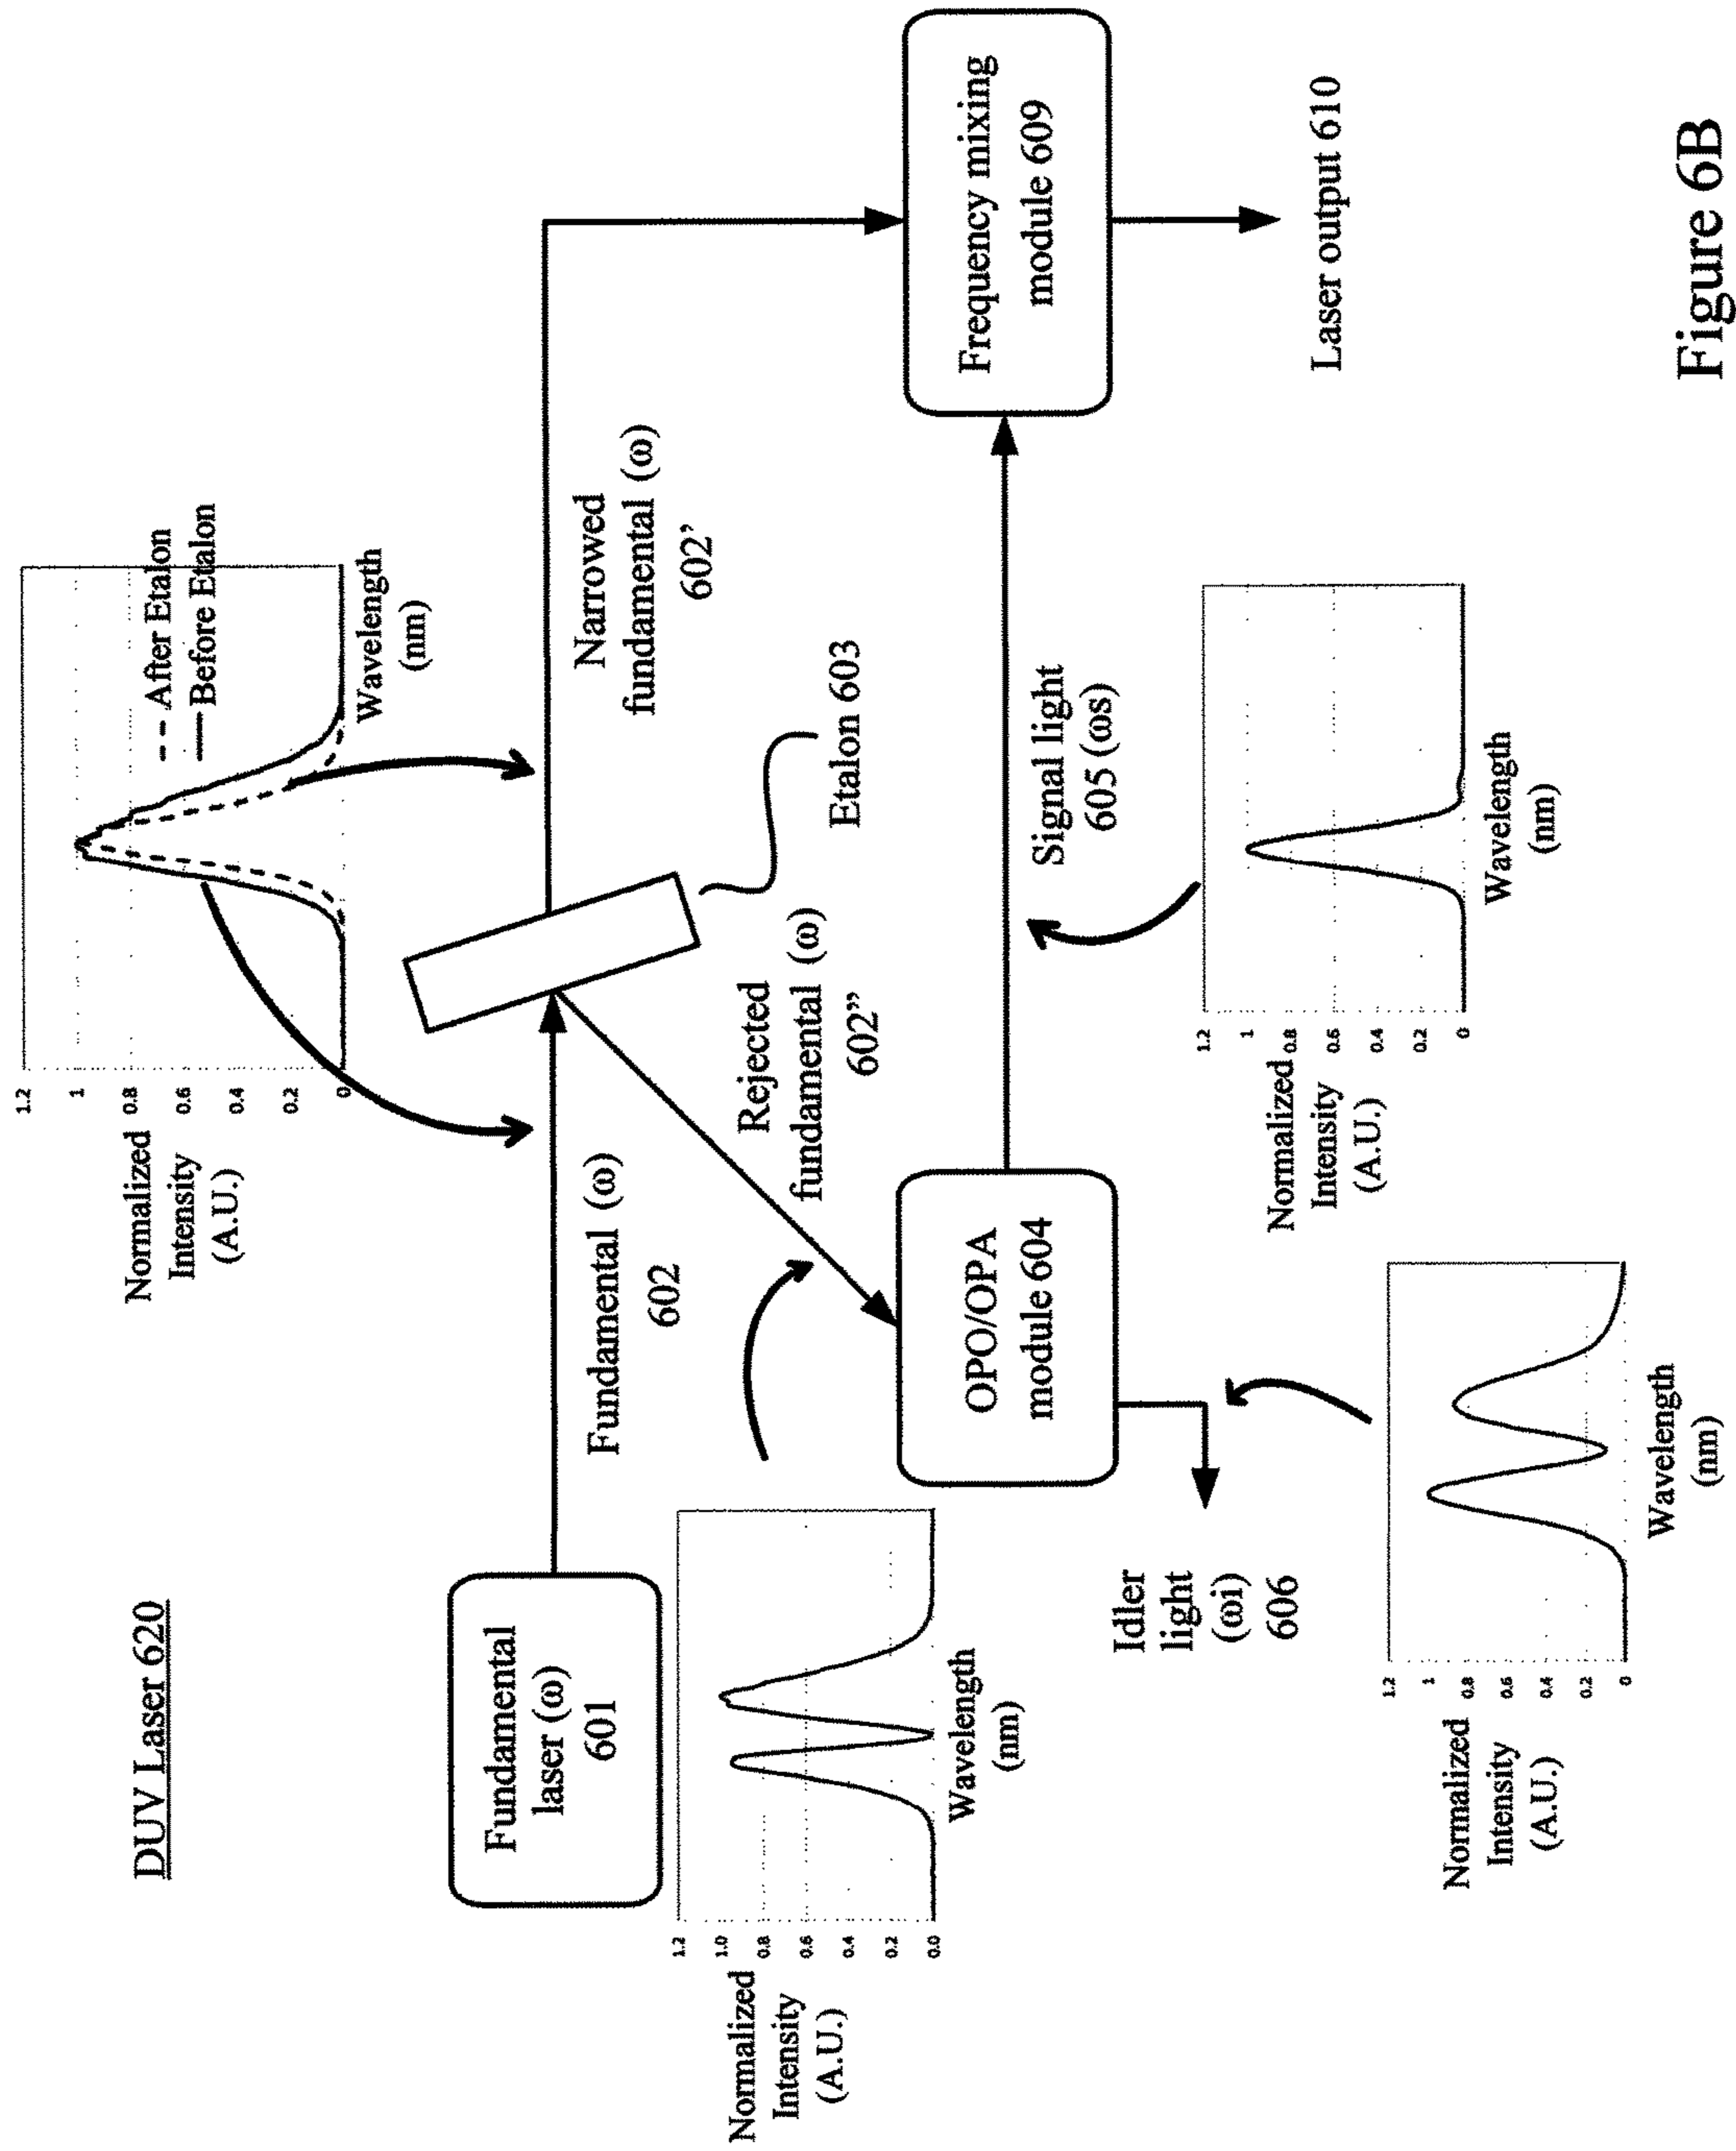 DUV Laser 620
Normalized
Intensity
(A.U.)
1.2
1
0.8
0.6
0.4
0.2
0
After Etalon
Before Etalon
Wavelength
(nm)
Fundamental
laser (ω)
601
Fundamental (ω)
602
Narrowed
fundamental (ω)
602’
Etalon 603
Rejected
fundamental (ω)
602”
Normalized
Intensity
(A.U.)
1.2
1.0
0.8
0.6
0.4
0.2
0.0
Wavelength
(nm)
OPO/OPA
module 604
Signal light
605 (ωs)
Frequency mixing
module 609
Laser output 610
Idler
light
(ωi)
606
Normalized
Intensity
(A.U.)
1.2
1
0.8
0.6
0.4
0.2
0
Wavelength
(nm)
Normalized
Intensity
(A.U.)
1.2
1
0.8
0.6
0.4
0.2
0
Wavelength
(nm)
Figure 6B